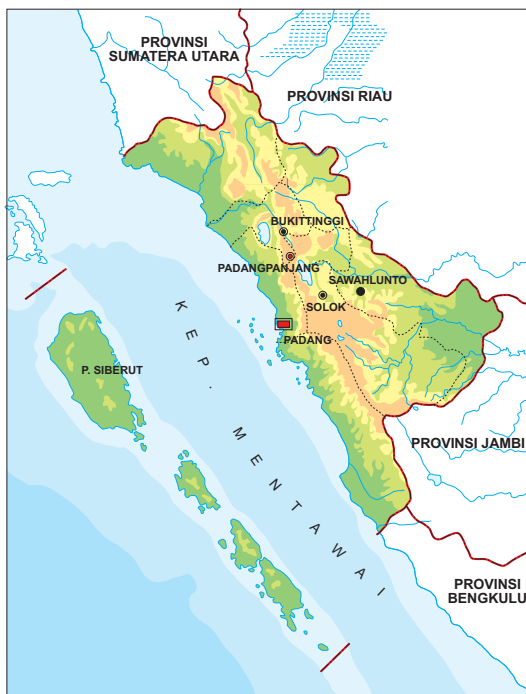 PROVINSI
SUMATERA UTARA
PROVINSI RIAU
BUKITTINGGI
PADANGPANJANG
SAWAHLUNTO
SOLOK
PADANG
P. SIBERUT
KEP. MENTAWAI
PROVINSI JAMBI
PROVINSI
BENGKULU